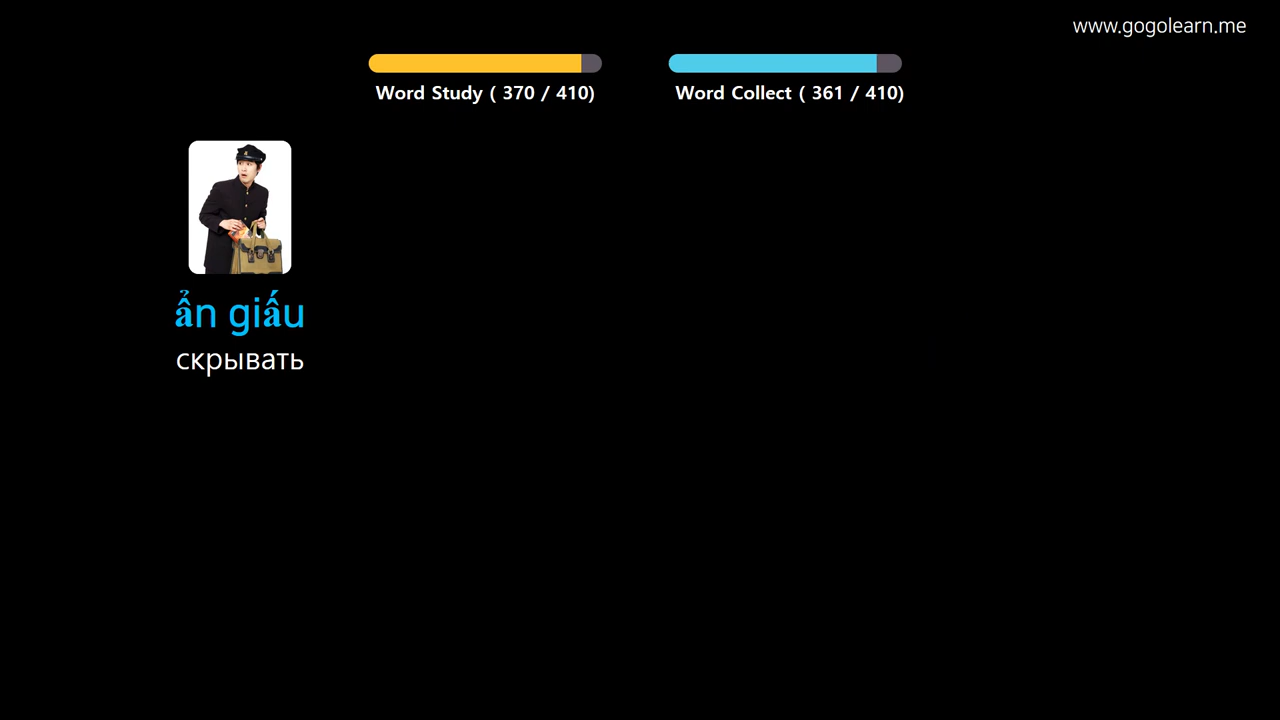 www.gogolearn.me
Word Study ( 370 / 410)
Word Collect ( 361 / 410)
ẩn giấu
скрывать